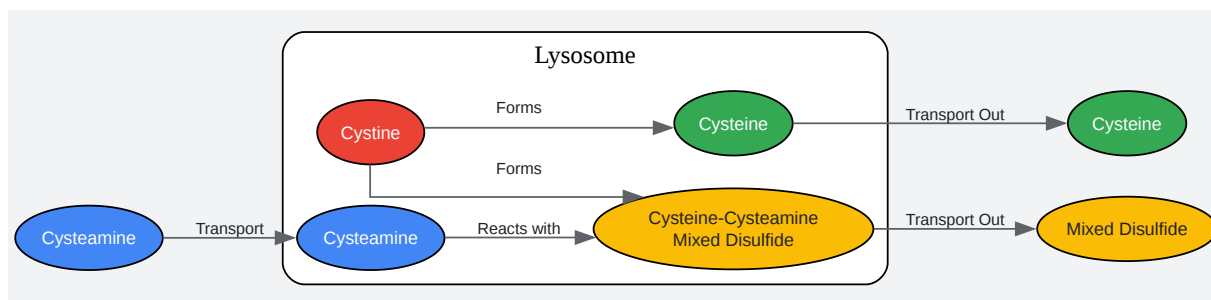 Lysosome
Forms
Cystine
Cysteine
Transport Out
Cysteine
Forms
Cysteamine
Transport
Cysteamine
Reacts with
Cysteine-Cysteamine
Mixed Disulfide
Transport Out
Mixed Disulfide